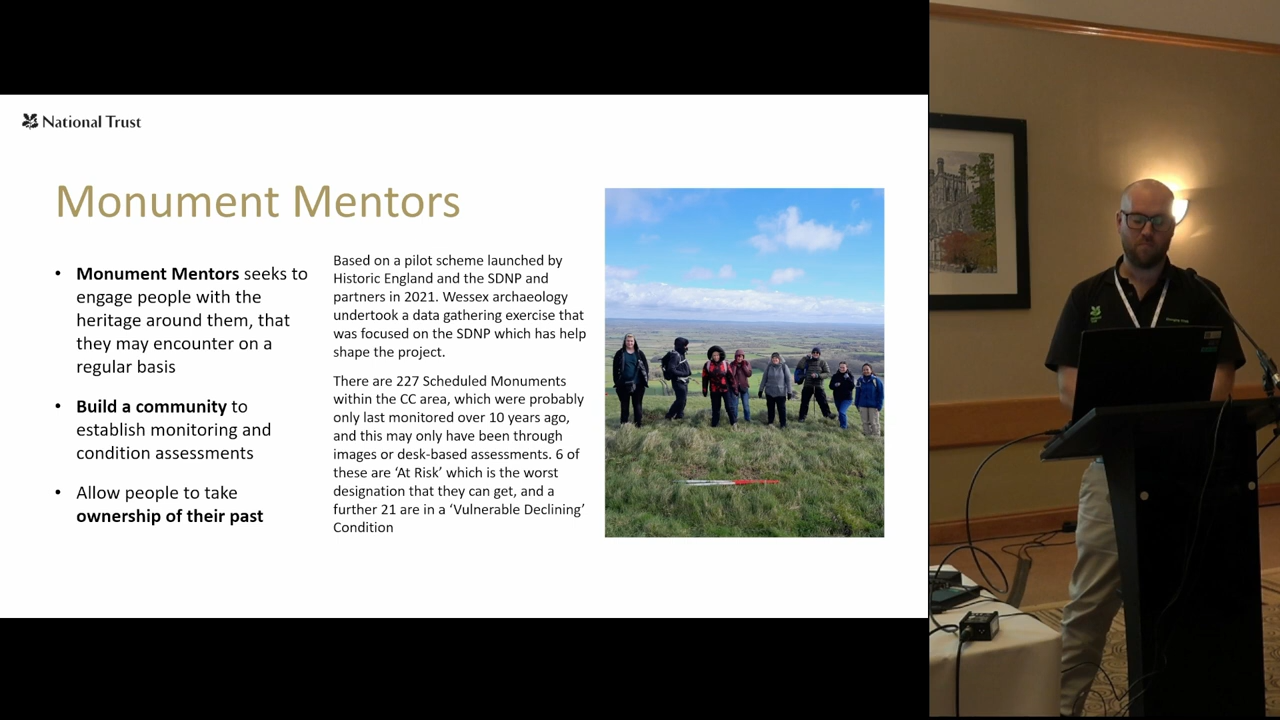 National Trust
Monument Mentors
• Monument Mentors seeks to
engage people with the
heritage around them, that
they may encounter on a
regular basis
• Build a community to
establish monitoring and
condition assessments
• Allow people to take
ownership of their past
Based on a pilot scheme launched by
Historic England and the SDNP and
partners in 2021. Wessex archaeology
undertook a data gathering exercise that
was focused on the SDNP which has help
shape the project.
There are 227 Scheduled Monuments
within the CC area, which were probably
only last monitored over 10 years ago,
and this may only have been through
images or desk-based assessments. 6 of
these are ‘At Risk’ which is the worst
designation that they can get, and a
further 21 are in a ‘Vulnerable Declining’
Condition